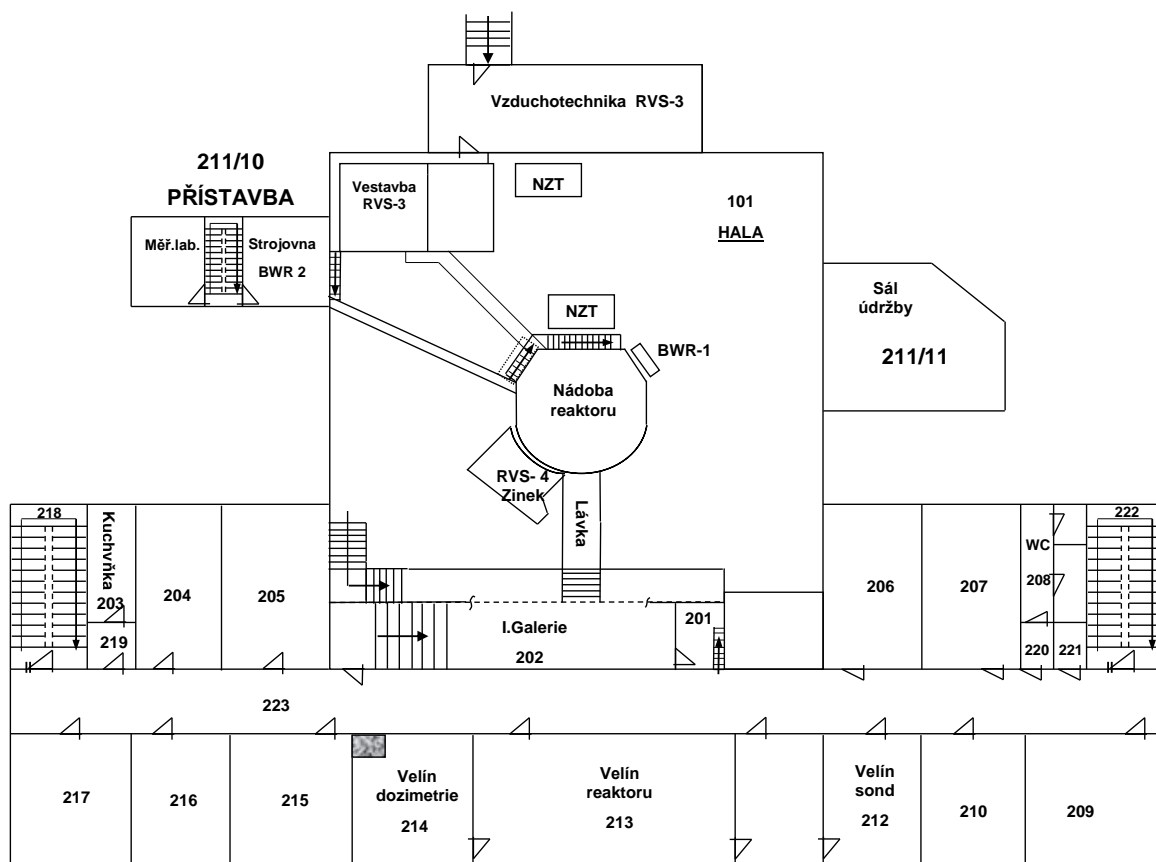 Vzduchotechnika RVS-3
211/10
PŘÍSTAVBA
Vestavba
RVS-3
NZT
101
HALA
Měř.lab.
Strojovna
BWR 2
Sál
údržby
211/11
NZT
BWR-1
Nádoba
reaktoru
RVS- 4
Zinek
Lávka
218
Kuchvňka
203
219
204
205
I.Galerie
202
201
206
207
WC
208
220
221
222
223
217
216
215
Velín
dozimetrie
214
Velín
reaktoru
213
Velín
sond
212
210
209